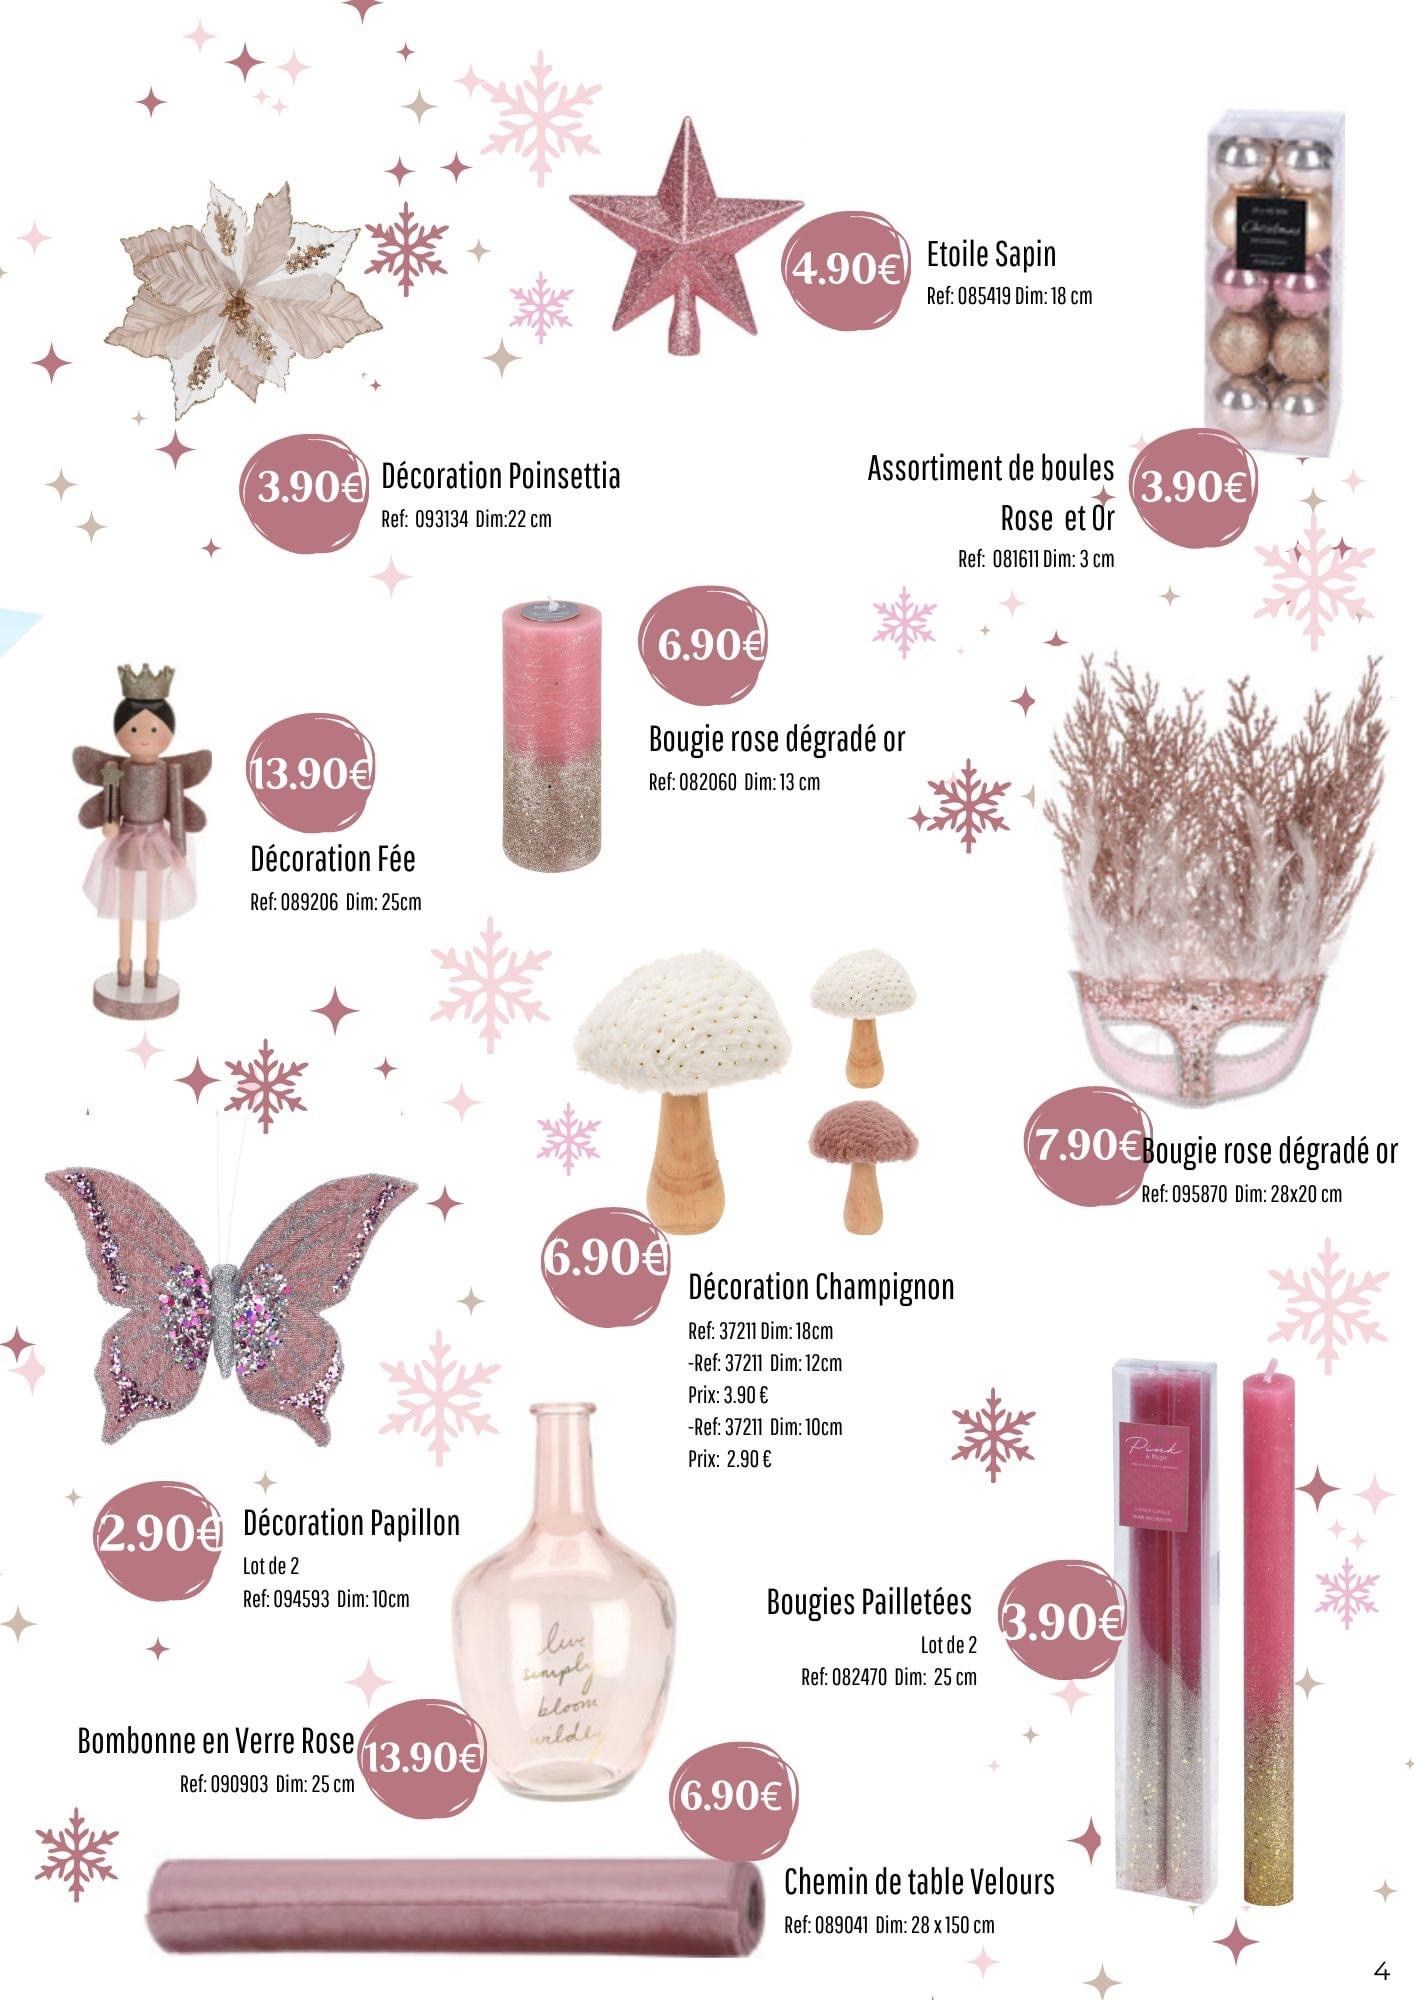 4.90€
Etoile Sapin
Ref: 085419 Dim: 18 cm
Christmas
3.90€
Décoration Poinsettia
Ref: 093134 Dim:22 cm
Assortiment de boules
Rose et Or
Ref: 081611 Dim: 3 cm
3.90€
6.90€
Bougie rose dégradé or
Ref: 082060 Dim: 13 cm
13.90€
Décoration Fée
Ref: 089206 Dim: 25cm
7.90€
Bougie rose dégradé or
Ref: 095870 Dim: 28x20 cm
6.90€
Décoration Champignon
Ref: 37211 Dim: 18cm
-Ref: 37211 Dim: 12cm
Prix: 3.90 €
-Ref: 37211 Dim: 10cm
Prix: 2.90 €
2.90€
Décoration Papillon
Lot de 2
Ref: 094593 Dim: 10cm
live
simply
bloom
wildly
Pink
& Magic
Bougies Pailletées
Lot de 2
Ref: 082470 Dim: 25 cm
3.90€
Bombonne en Verre Rose
Ref: 090903 Dim: 25 cm
13.90€
6.90€
Chemin de table Velours
Ref: 089041 Dim: 28 x 150 cm
4